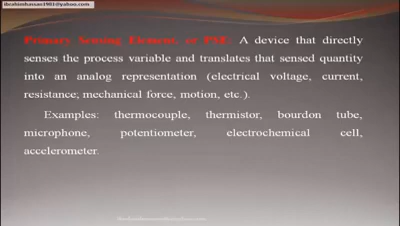 ibrahimhassan1981@yahoo.com
Primary Sensing Element, or PSE: A device that directly
senses the process variable and translates that sensed quantity
into an analog representation (electrical voltage, current,
resistance; mechanical force, motion, etc.).
Examples: thermocouple, thermistor, bourdon tube,
microphone, potentiometer, electrochemical cell,
accelerometer.